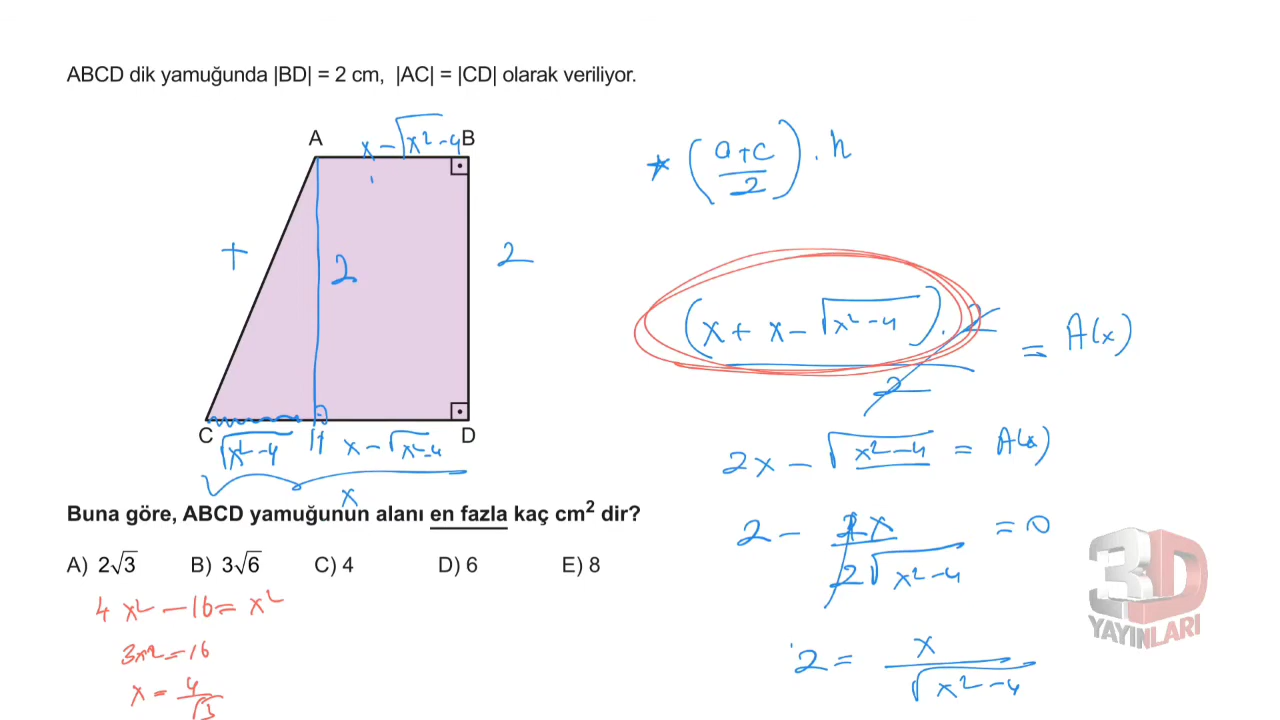 ABCD dik yamuğunda |BD| = 2 cm, |AC| = |CD| olarak veriliyor.
x - √x² - 4
A
B
x
2
2
C
√x² - 4
H
x - √x² - 4
D
x
* (a+c / 2) . h
(x + x - √x² - 4) . 2 / 2 = A(x)
2x - √x² - 4 = A(x)
2 - 2x / 2√x² - 4 = 0
2 = x / √x² - 4
Buna göre, ABCD yamuğunun alanı en fazla kaç cm² dir?
A) 2√3 B) 3√6 C) 4 D) 6 E) 8
4x² - 16 = x²
3x² = 16
x = 4 / √3
3D
YAYINLARI